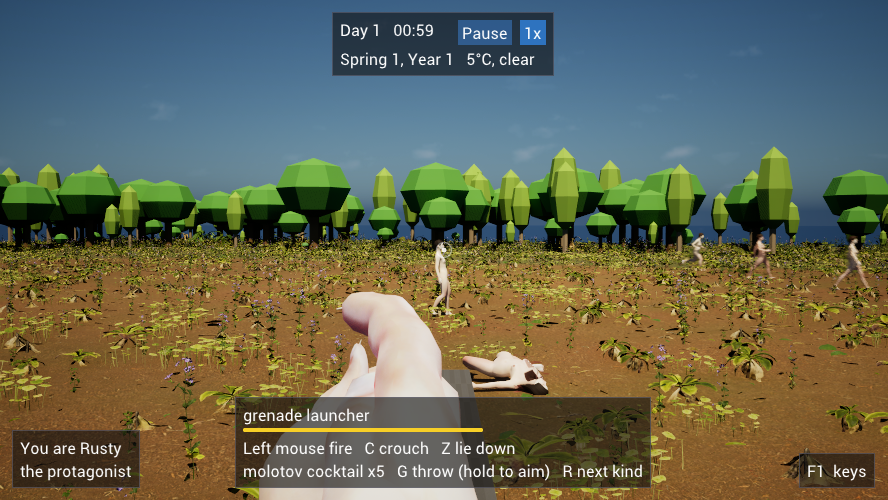 Day 1 00:59 Pause 1x
Spring 1, Year 1 5°C, clear
grenade launcher
Left mouse fire C crouch Z lie down
molotov cocktail x5 G throw (hold to aim) R next kind
You are Rusty
the protagonist
F1 keys